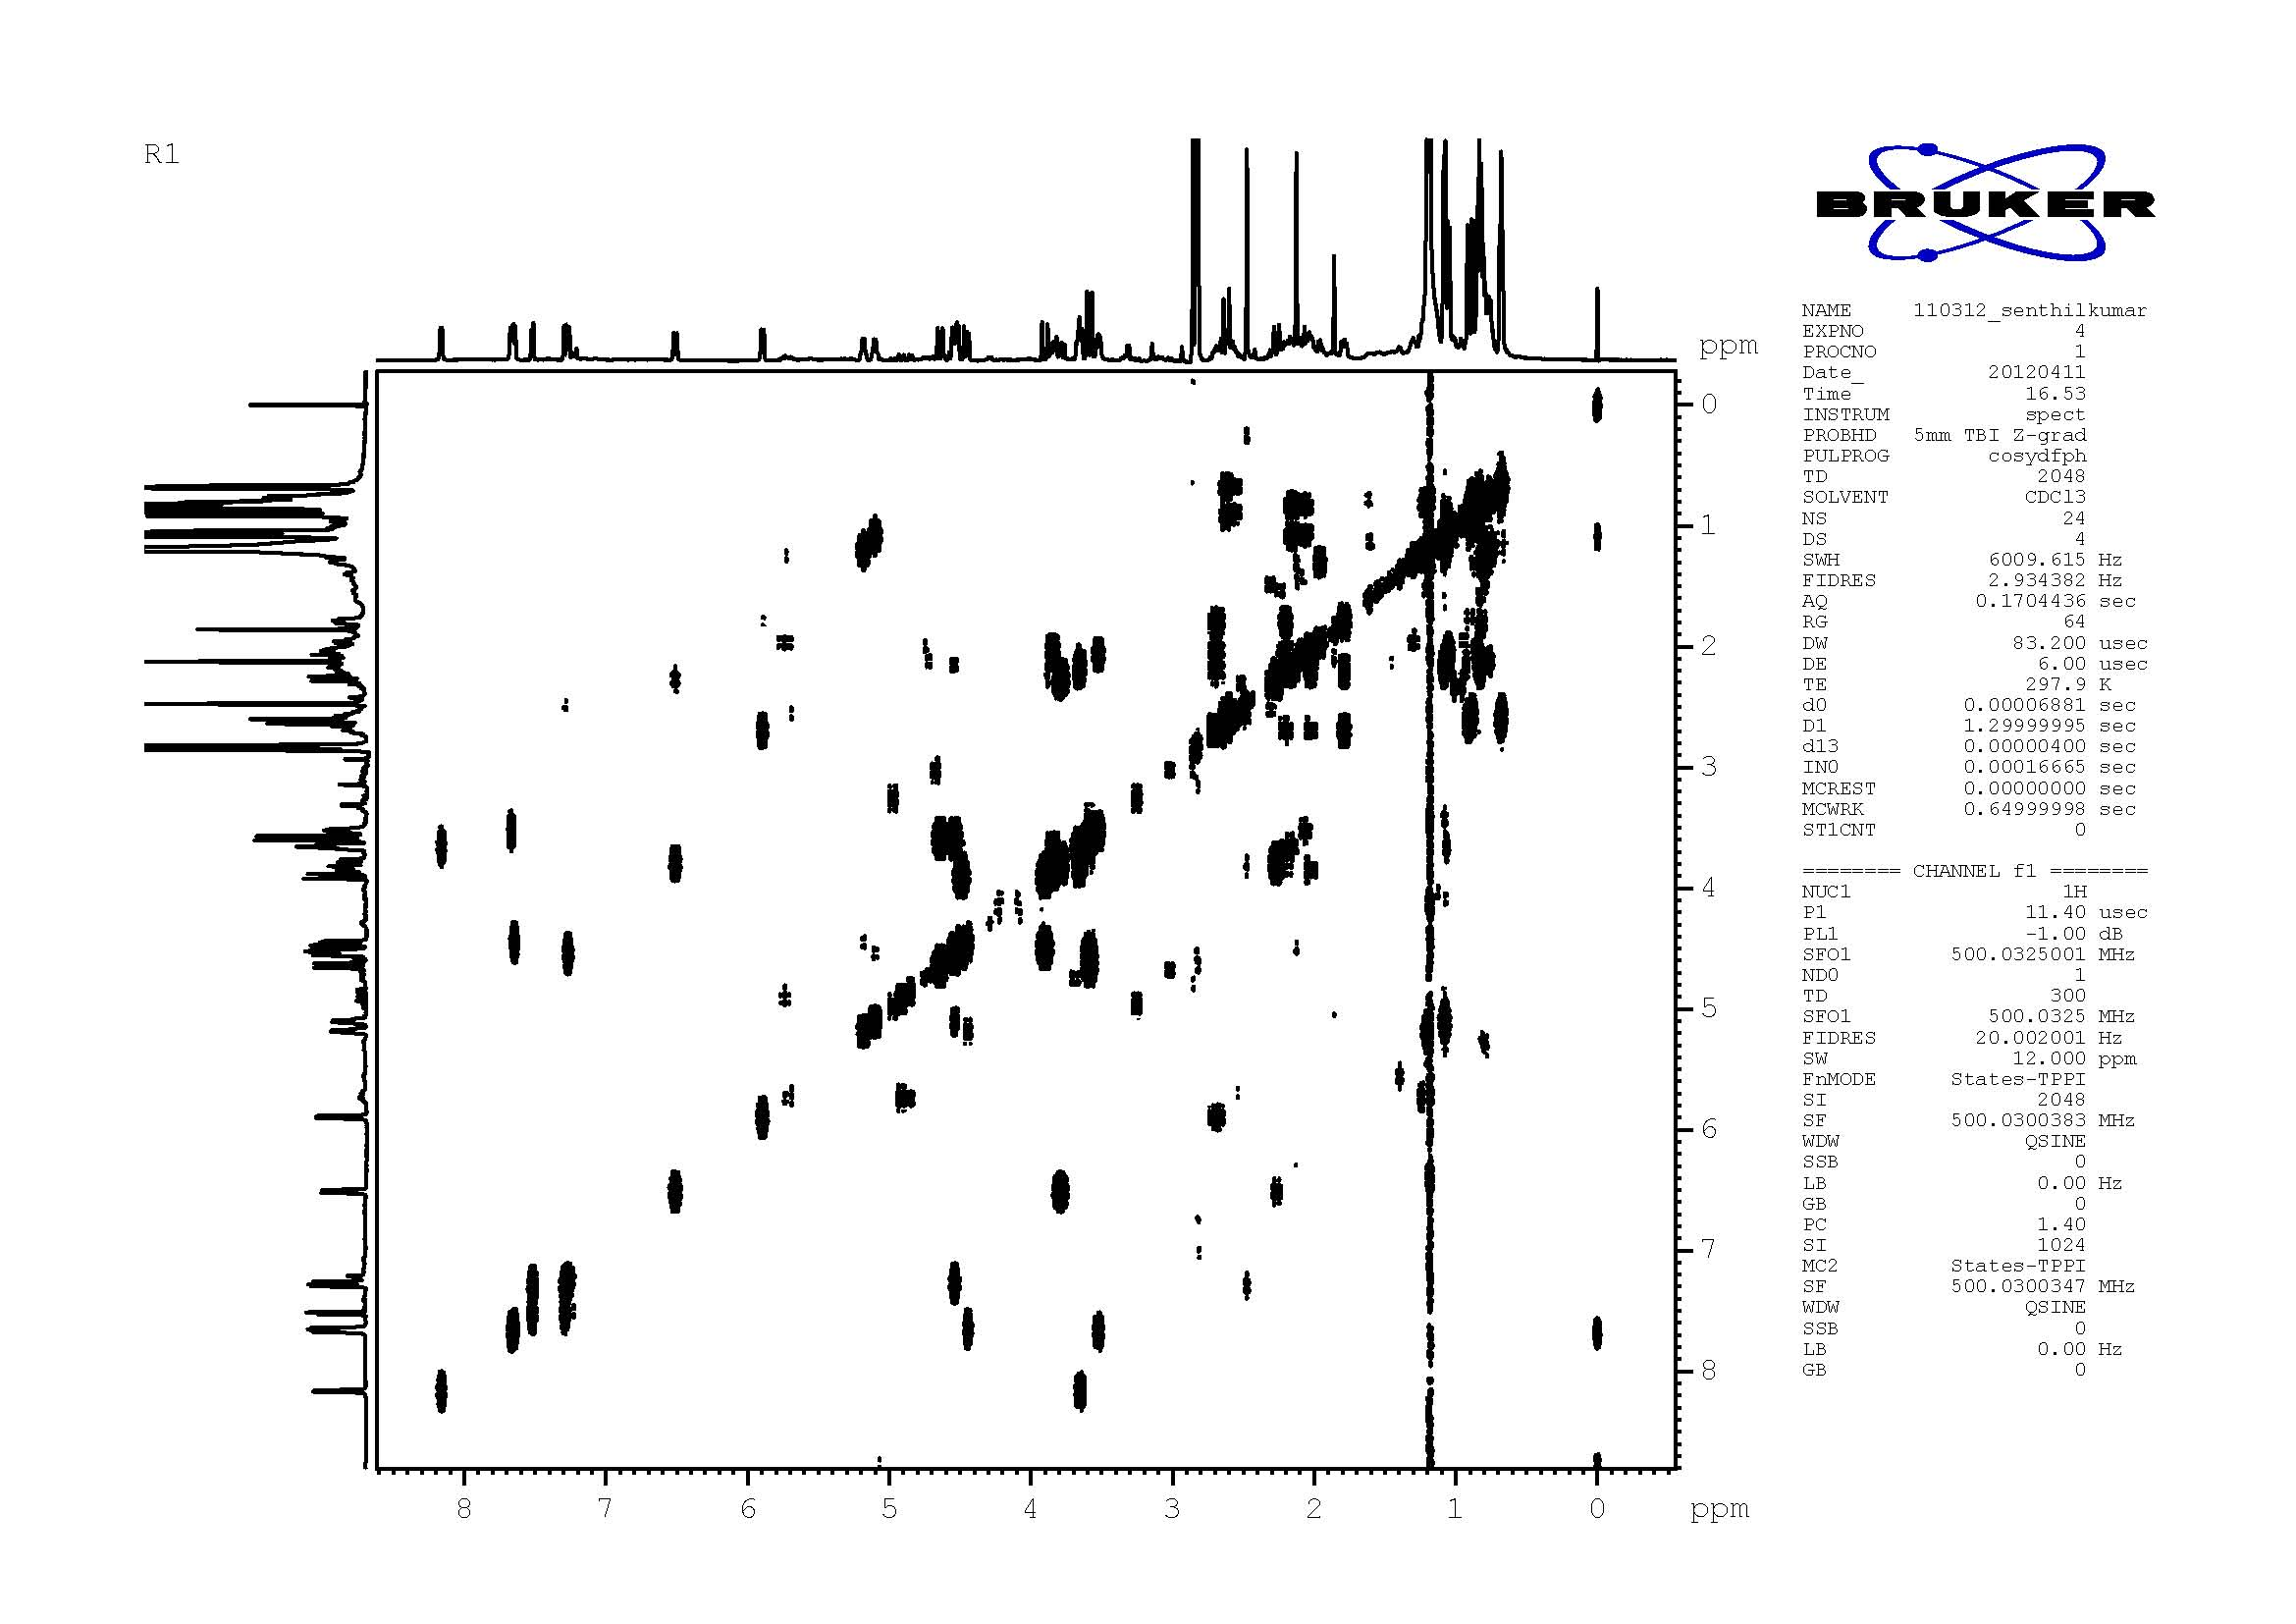 R1
BRUKER
ppm
0
1
2
3
4
5
6
7
8
8 7 6 5 4 3 2 1 0 ppm
NAME 110312_senthilkumar
EXPNO 4
PROCNO 1
Date_ 20120411
Time 16.53
INSTRUM spect
PROBHD 5mm TBI Z-grad
PULPROG cosydfph
TD 2048
SOLVENT CDCl3
NS 24
DS 4
SWH 6009.615 Hz
FIDRES 2.934382 Hz
AQ 0.1704436 sec
RG 64
DW 83.200 usec
DE 6.00 usec
TE 297.9 K
d0 0.00006881 sec
D1 1.29999995 sec
d13 0.00000400 sec
IN0 0.00016665 sec
MCREST 0.00000000 sec
MCWRK 0.64999998 sec
ST1CNT 0
======== CHANNEL f1 ========
NUC1 1H
P1 11.40 usec
PL1 -1.00 dB
SFO1 500.0325001 MHz
ND0 1
TD 300
SFO1 500.0325 MHz
FIDRES 20.002001 Hz
SW 12.000 ppm
FnMODE States-TPPI
SI 2048
SF 500.0300383 MHz
WDW QSINE
SSB 0
LB 0.00 Hz
GB 0
PC 1.40
SI 1024
MC2 States-TPPI
SF 500.0300347 MHz
WDW QSINE
SSB 0
LB 0.00 Hz
GB 0